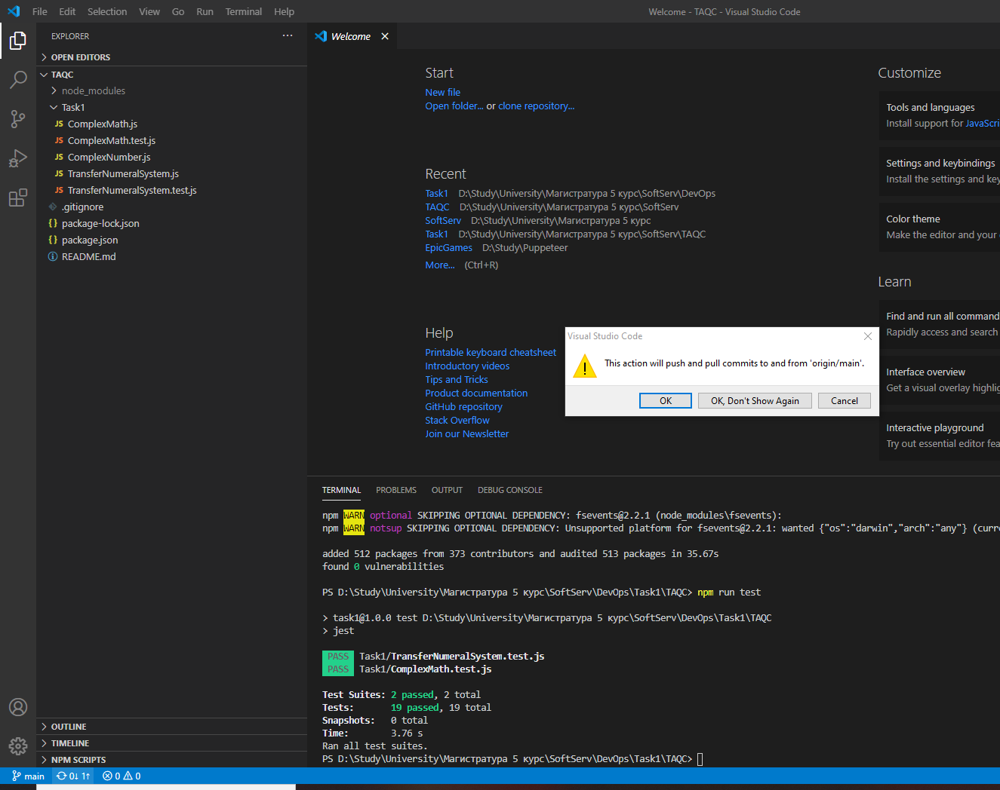 File Edit Selection View Go Run Terminal Help
Welcome - TAQC - Visual Studio Code
EXPLORER
OPEN EDITORS
TAQC
node_modules
Task1
JS ComplexMath.js
JS ComplexMath.test.js
JS ComplexNumber.js
JS TransferNumeralSystem.js
JS TransferNumeralSystem.test.js
.gitignore
{} package-lock.json
{} package.json
README.md
OUTLINE
TIMELINE
NPM SCRIPTS
Welcome
Start
New file
Open folder... or clone repository...
Recent
Task1 D:\Study\University\Магистратура 5 курс\SoftServ\DevOps
TAQC D:\Study\University\Магистратура 5 курс\SoftServ
SoftServ D:\Study\University\Магистратура 5 курс
Task1 D:\Study\University\Магистратура 5 курс\SoftServ\TAQC
EpicGames D:\Study\Puppeteer
More... (Ctrl+R)
Help
Printable keyboard cheatsheet
Introductory videos
Tips and Tricks
Product documentation
GitHub repository
Stack Overflow
Join our Newsletter
Customize
Tools and languages
Install support for JavaScri
Settings and keybindings
Install the settings and key
Color theme
Make the editor and your
Learn
Find and run all command
Rapidly access and search
Interface overview
Get a visual overlay highlig
Interactive playground
Try out essential editor fea
Visual Studio Code
This action will push and pull commits to and from 'origin/main'.
OK
OK, Don't Show Again
Cancel
TERMINAL PROBLEMS OUTPUT DEBUG CONSOLE
npm WARN optional SKIPPING OPTIONAL DEPENDENCY: fsevents@2.2.1 (node_modules\fsevents):
npm WARN notsup SKIPPING OPTIONAL DEPENDENCY: Unsupported platform for fsevents@2.2.1: wanted {"os":"darwin","arch":"any"} (curr
added 512 packages from 373 contributors and audited 513 packages in 35.67s
found 0 vulnerabilities
PS D:\Study\University\Магистратура 5 курс\SoftServ\DevOps\Task1\TAQC> npm run test
> task1@1.0.0 test D:\Study\University\Магистратура 5 курс\SoftServ\DevOps\Task1\TAQC
> jest
PASS Task1/TransferNumeralSystem.test.js
PASS Task1/ComplexMath.test.js
Test Suites: 2 passed, 2 total
Tests: 19 passed, 19 total
Snapshots: 0 total
Time: 3.76 s
Ran all test suites.
PS D:\Study\University\Магистратура 5 курс\SoftServ\DevOps\Task1\TAQC>
main 0↓ 1↑ 0 0